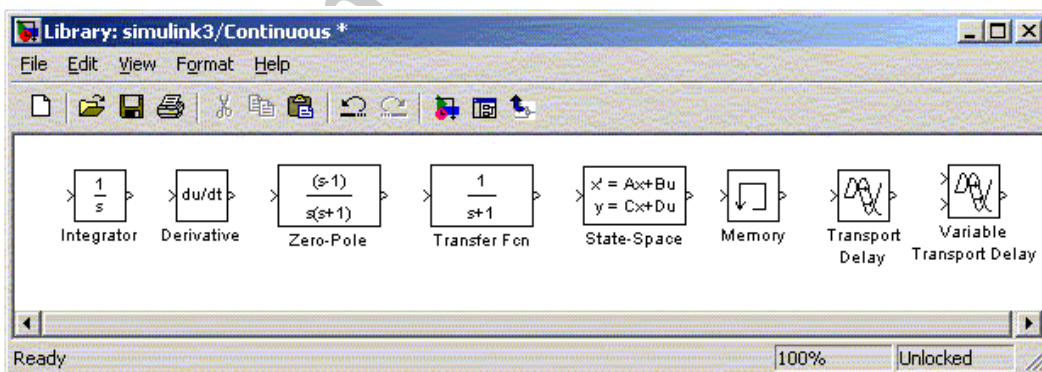 Library: simulink3/Continuous *
File Edit View Format Help
1
s
Integrator
du/dt
Derivative
(s-1)
s(s+1)
Zero-Pole
1
s+1
Transfer Fcn
x' = Ax+Bu
y = Cx+Du
State-Space
Memory
Transport
Delay
Variable
Transport Delay
Ready 100% Unlocked